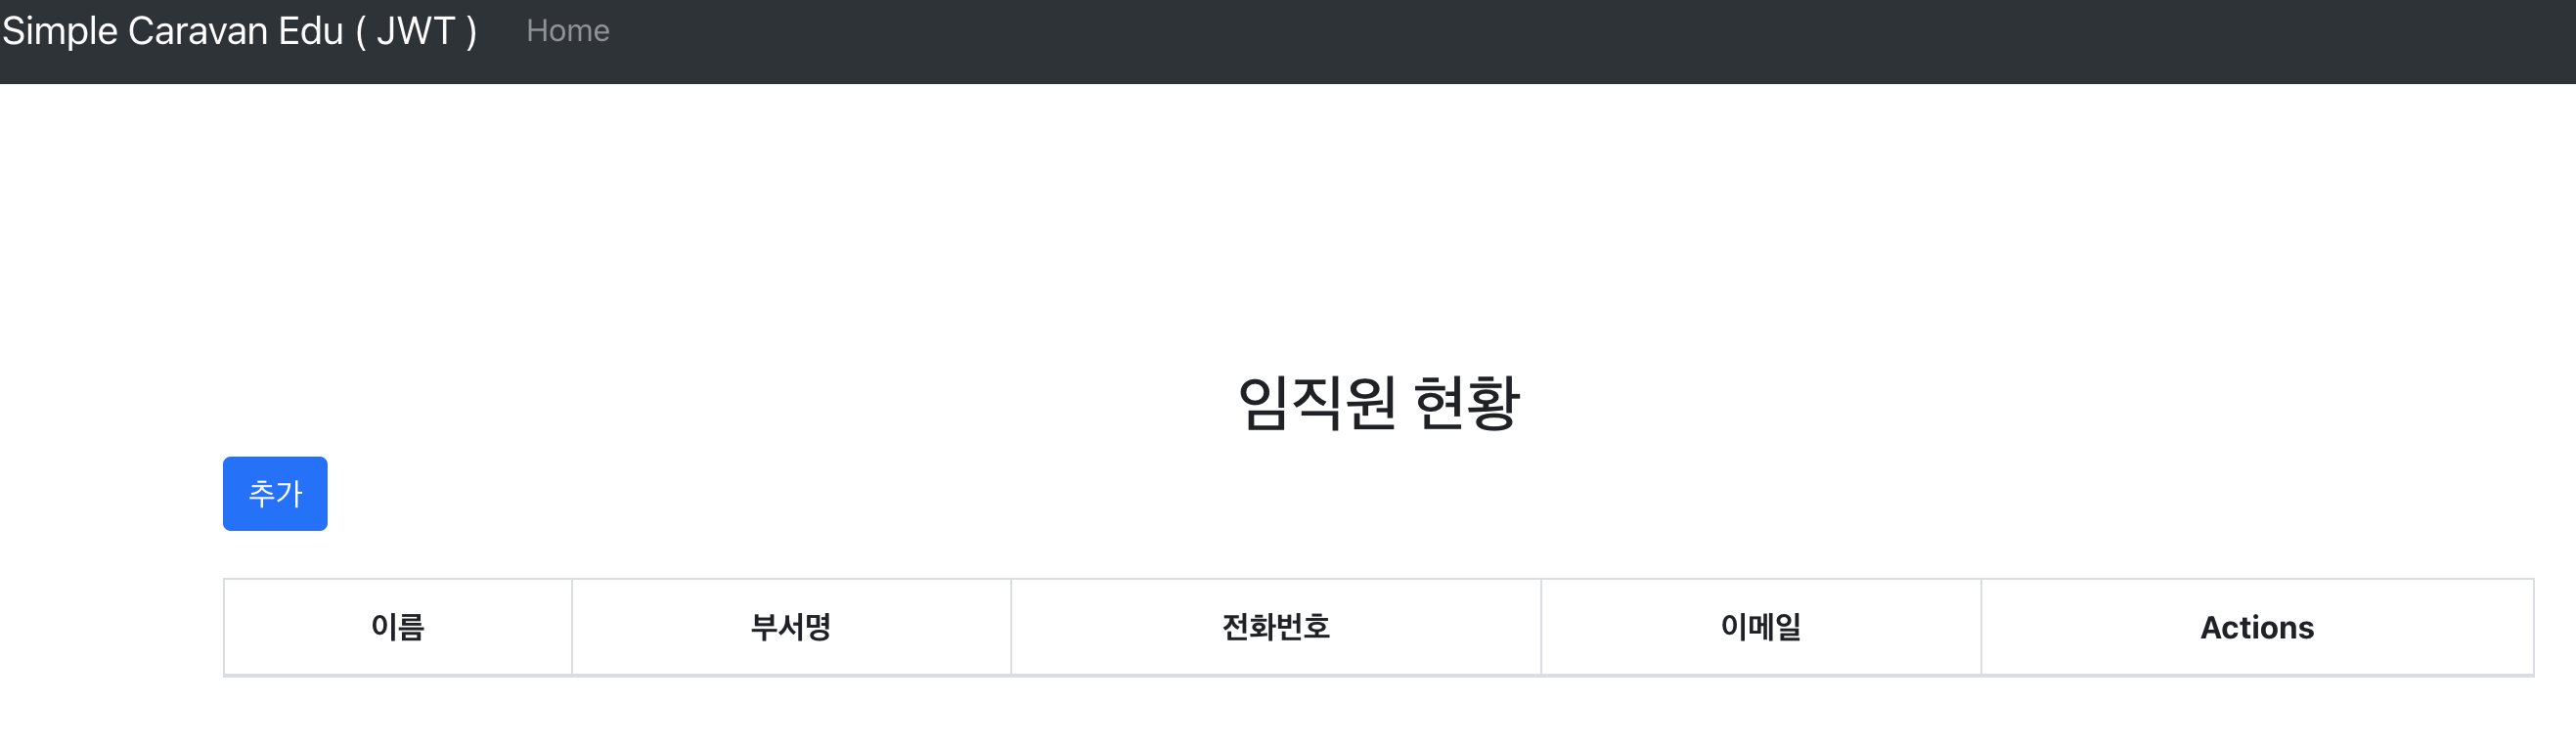 Simple Caravan Edu ( JWT ) Home
임직원 현황
추가
이름 부서명 전화번호 이메일 Actions